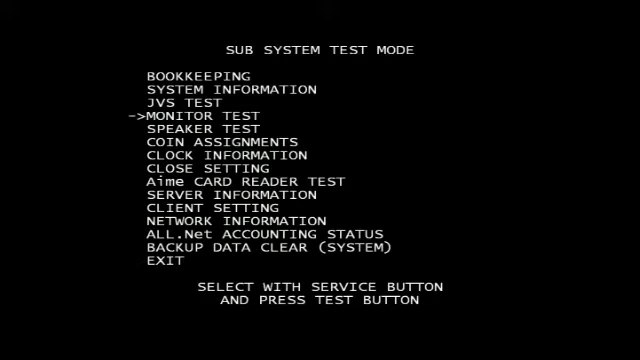 SUB SYSTEM TEST MODE
BOOKKEEPING
SYSTEM INFORMATION
JVS TEST
->MONITOR TEST
SPEAKER TEST
COIN ASSIGNMENTS
CLOCK INFORMATION
CLOSE SETTING
Aime CARD READER TEST
SERVER INFORMATION
CLIENT SETTING
NETWORK INFORMATION
ALL.Net ACCOUNTING STATUS
BACKUP DATA CLEAR (SYSTEM)
EXIT
SELECT WITH SERVICE BUTTON
AND PRESS TEST BUTTON